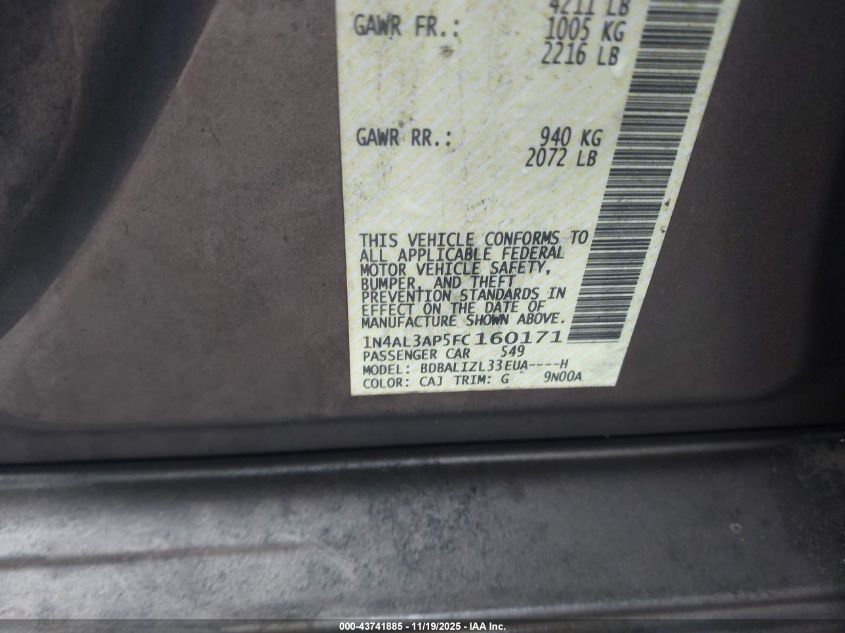 4211 LB
GAWR FR.: 1005 KG
2216 LB
GAWR RR.: 940 KG
2072 LB
THIS VEHICLE CONFORMS TO
ALL APPLICABLE FEDERAL
MOTOR VEHICLE SAFETY,
BUMPER, AND THEFT
PREVENTION STANDARDS IN
EFFECT ON THE DATE OF
MANUFACTURE SHOWN ABOVE.
1N4AL3AP5FC160171
PASSENGER CAR 549
MODEL: BDBALIZL33EUA----H
COLOR: CAJ TRIM: G 9N00A
000-43741885 | 11/19/2025 - IAA Inc.